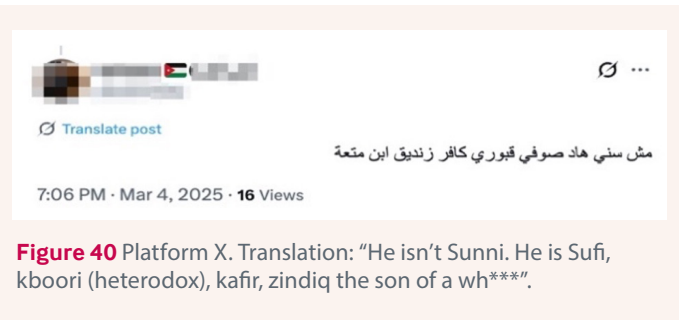 Translate post
مش سني هاد صوفي قبوري كافر زنديق ابن متعة
7:06 PM · Mar 4, 2025 · 16 Views
Figure 40 Platform X. Translation: “He isn’t Sunni. He is Sufi,
kboori (heterodox), kafir, zindiq the son of a wh***”.